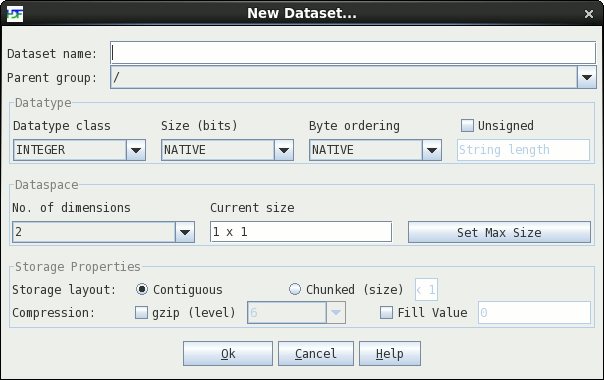 New Dataset...
Dataset name:
Parent group: /
Datatype
Datatype class Size (bits) Byte ordering Unsigned
INTEGER NATIVE NATIVE String length
Dataspace
No. of dimensions Current size
2 1 x 1 Set Max Size
Storage Properties
Storage layout: Contiguous Chunked (size) 1
Compression: gzip (level) 6 Fill Value 0
Ok Cancel Help